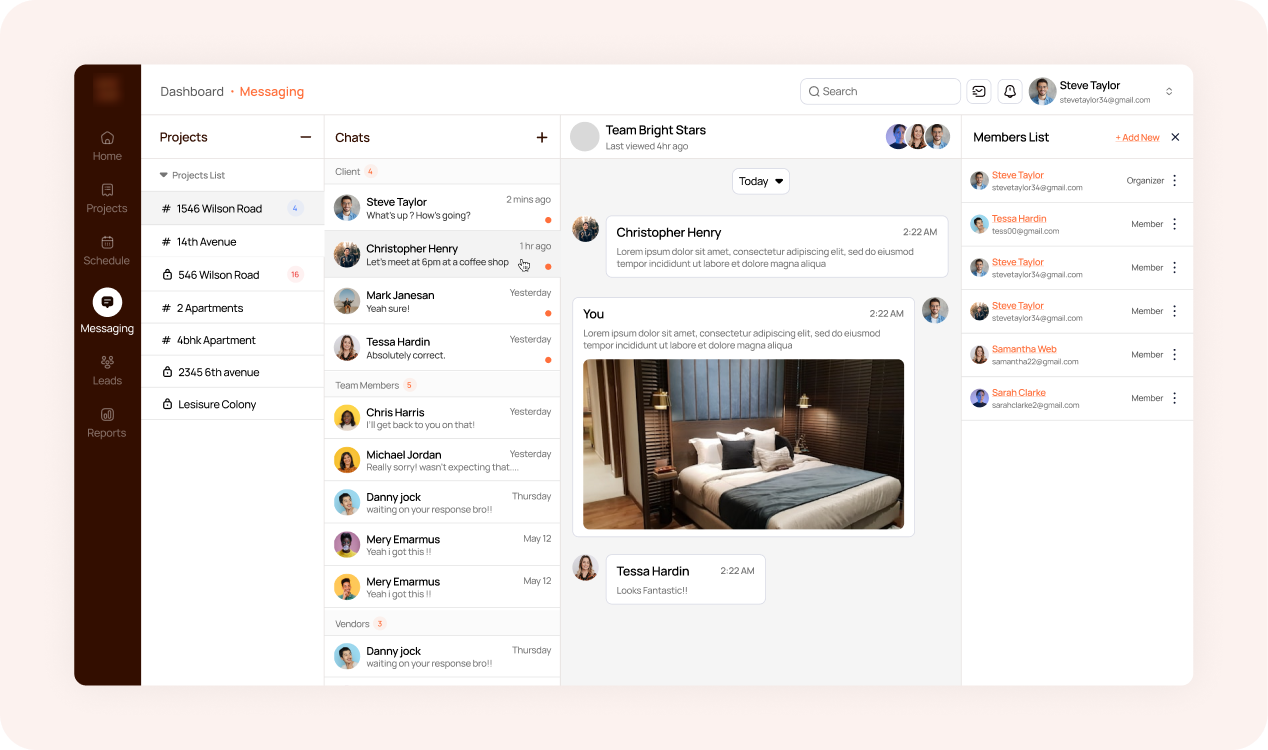 Dashboard • Messaging
Search
Steve Taylor
stevetaylor34@gmail.com
Home
Projects
Schedule
Messaging
Leads
Reports
Projects
Projects List
# 1546 Wilson Road 4
# 14th Avenue
546 Wilson Road 16
# 2 Apartments
# 4bhk Apartment
2345 6th avenue
Lesisure Colony
Chats
Client 4
Steve Taylor 2 mins ago
What's up ? How's going?
Christopher Henry 1 hr ago
Let's meet at 6pm at a coffee shop
Mark Janesan Yesterday
Yeah sure!
Tessa Hardin Yesterday
Absolutely correct.
Team Members 5
Chris Harris Yesterday
I'll get back to you on that!
Michael Jordan Yesterday
Really sorry! wasn't expecting that....
Danny jock Thursday
waiting on your response bro!!
Mery Emarmus May 12
Yeah i got this !!
Mery Emarmus May 12
Yeah i got this !!
Vendors 3
Danny jock Thursday
waiting on your response bro!!
Team Bright Stars
Last viewed 4hr ago
Today
Christopher Henry 2:22 AM
Lorem ipsum dolor sit amet, consectetur adipiscing elit, sed do eiusmod
tempor incididunt ut labore et dolore magna aliqua
You 2:22 AM
Lorem ipsum dolor sit amet, consectetur adipiscing elit, sed do eiusmod
tempor incididunt ut labore et dolore magna aliqua
Tessa Hardin 2:22 AM
Looks Fantastic!!
Members List + Add New
Steve Taylor
stevetaylor34@gmail.com
Organizer
Tessa Hardin
tess00@gmail.com
Member
Steve Taylor
stevetaylor34@gmail.com
Member
Steve Taylor
stevetaylor34@gmail.com
Member
Samantha Web
samantha22@gmail.com
Member
Sarah Clarke
sarahclarke2@gmail.com
Member